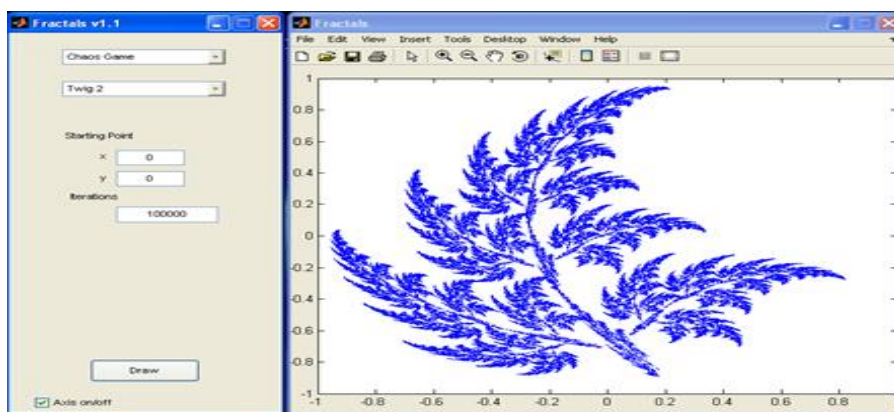 Fractals v1.1
Chaos Game
Twig 2
Starting Point
x 0
y 0
Iterations
100000
Draw
Axis on/off
Fractals
File Edit View Insert Tools Desktop Window Help
1
0.8
0.6
0.4
0.2
0
-0.2
-0.4
-0.6
-0.8
-1
-1 -0.8 -0.6 -0.4 -0.2 0 0.2 0.4 0.6 0.8 1